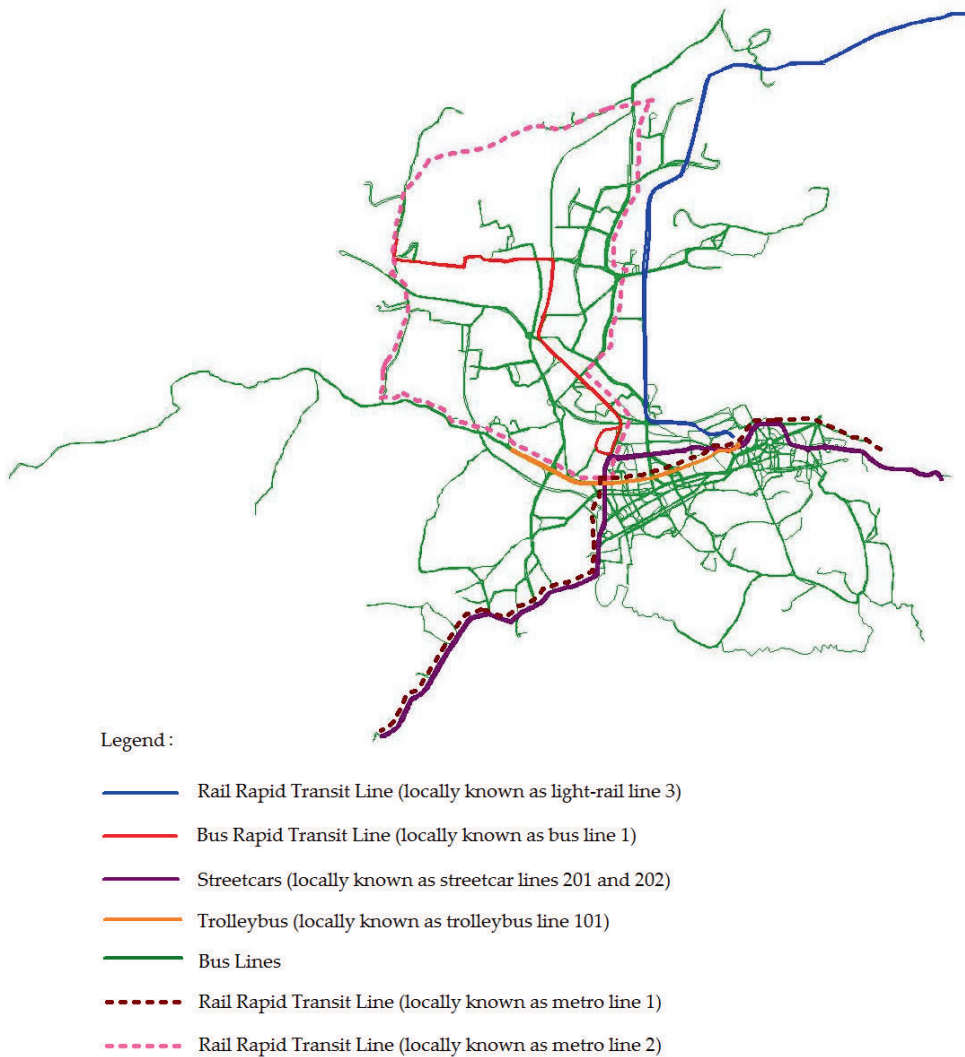 Legend :
Rail Rapid Transit Line (locally known as light-rail line 3)
Bus Rapid Transit Line (locally known as bus line 1)
Streetcars (locally known as streetcar lines 201 and 202)
Trolleybus (locally known as trolleybus line 101)
Bus Lines
Rail Rapid Transit Line (locally known as metro line 1)
Rail Rapid Transit Line (locally known as metro line 2)